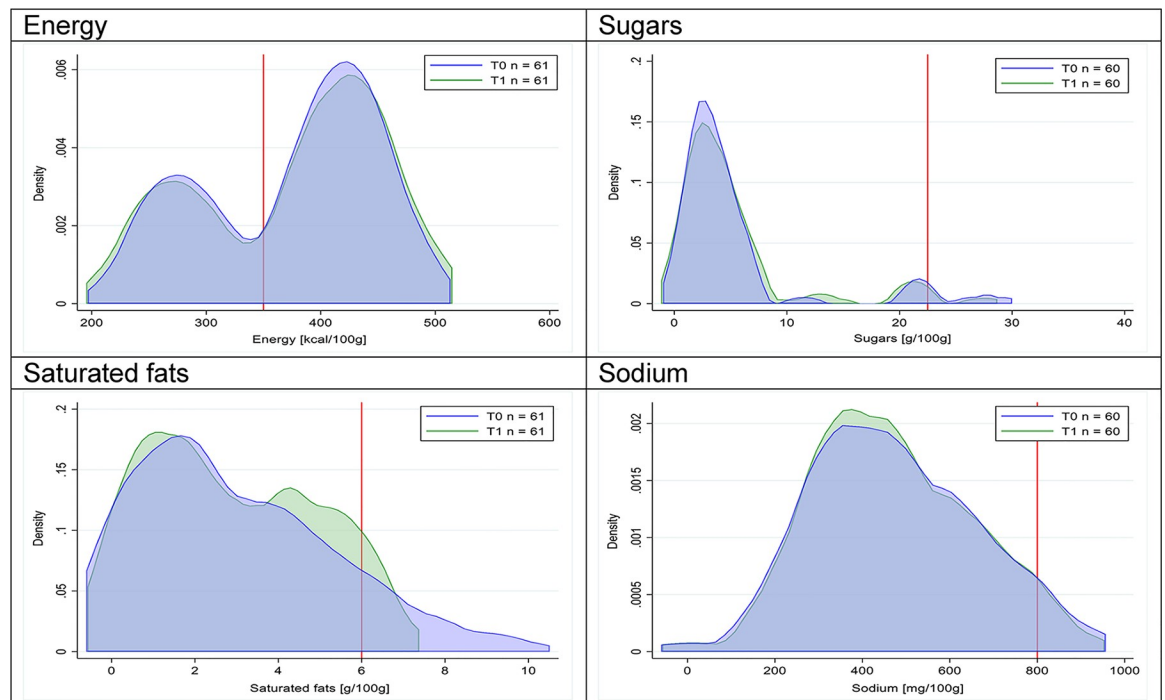 Energy
Density
.006
.004
.002
0
T0 n = 61
T1 n = 61
200 300 400 500 600
Energy [kcal/100g]
Sugars
Density
.2
.15
.1
.05
0
T0 n = 60
T1 n = 60
0 10 20 30 40
Sugars [g/100g]
Saturated fats
Density
.2
.15
.1
.05
0
T0 n = 61
T1 n = 61
0 2 4 6 8 10
Saturated fats [g/100g]
Sodium
Density
.002
.0015
.001
.0005
0
T0 n = 60
T1 n = 60
0 200 400 600 800 1000
Sodium [mg/100g]